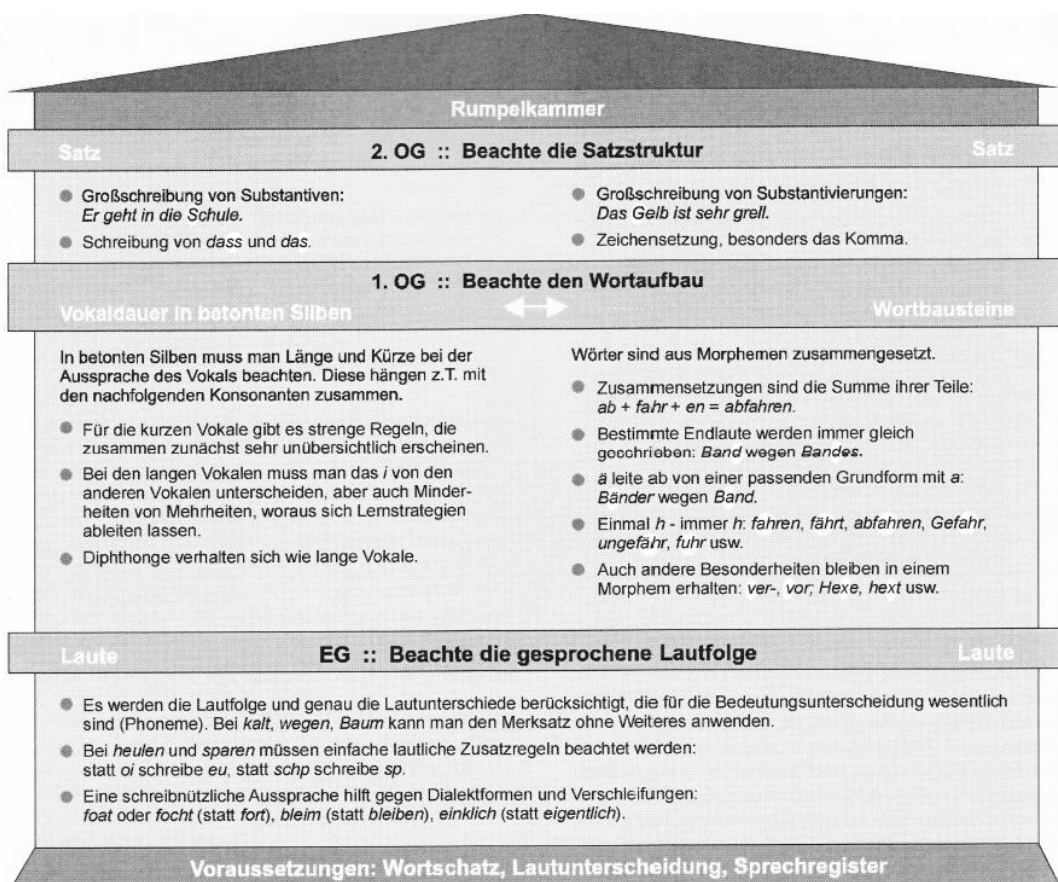 Rumpelkammer
Satz 2. OG :: Beachte die Satzstruktur Satz
Großschreibung von Substantiven:
Er geht in die Schule.
Schreibung von dass und das.
Großschreibung von Substantivierungen:
Das Gelb ist sehr grell.
Zeichensetzung, besonders das Komma.
1. OG :: Beachte den Wortaufbau
Vokaldauer in betonten Silben Wortbausteine
In betonten Silben muss man Länge und Kürze bei der
Aussprache des Vokals beachten. Diese hängen z.T. mit
den nachfolgenden Konsonanten zusammen.
Für die kurzen Vokale gibt es strenge Regeln, die
zusammen zunächst sehr unübersichtlich erscheinen.
Bei den langen Vokalen muss man das i von den
anderen Vokalen unterscheiden, aber auch Minder-
heiten von Mehrheiten, woraus sich Lernstrategien
ableiten lassen.
Diphthonge verhalten sich wie lange Vokale.
Wörter sind aus Morphemen zusammengesetzt.
Zusammensetzungen sind die Summe ihrer Teile:
ab + fahr + en = abfahren.
Bestimmte Endlaute werden immer gleich
geschrieben: Band wegen Bandes.
ä leite ab von einer passenden Grundform mit a:
Bänder wegen Band.
Einmal h - immer h: fahren, fährt, abfahren, Gefahr,
ungefähr, fuhr usw.
Auch andere Besonderheiten bleiben in einem
Morphem erhalten: ver-, vor; Hexe, hext usw.
Laute EG :: Beachte die gesprochene Lautfolge Laute
Es werden die Lautfolge und genau die Lautunterschiede berücksichtigt, die für die Bedeutungsunterscheidung wesentlich
sind (Phoneme). Bei kalt, wegen, Baum kann man den Merksatz ohne Weiteres anwenden.
Bei heulen und sparen müssen einfache lautliche Zusatzregeln beachtet werden:
statt oi schreibe eu, statt schp schreibe sp.
Eine schreibnützliche Aussprache hilft gegen Dialektformen und Verschleifungen:
foat oder focht (statt fort), bleim (statt bleiben), einklich (statt eigentlich).
Voraussetzungen: Wortschatz, Lautunterscheidung, Sprechregister